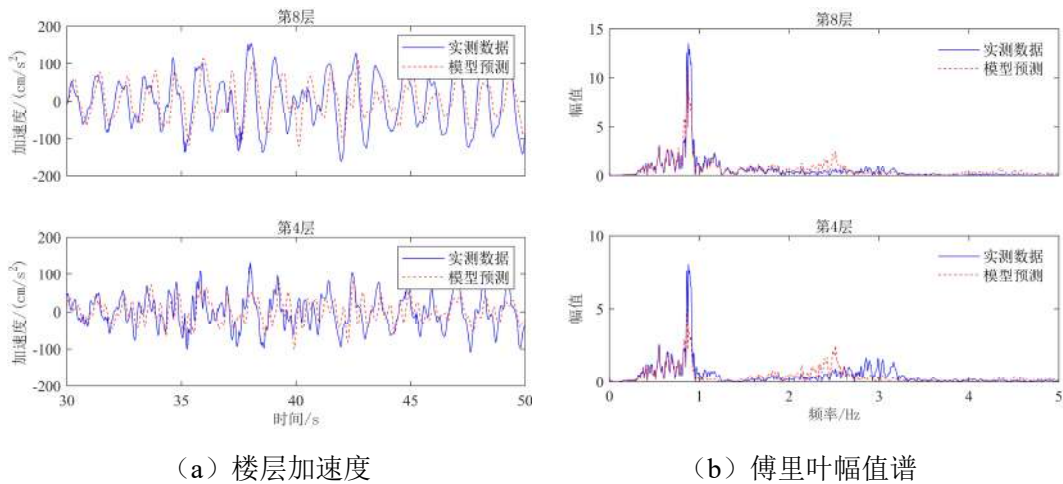 第8层
200
100
0
-100
-200
加速度/(cm/s²)
实测数据
模型预测
第4层
200
100
0
-100
-200
加速度/(cm/s²)
实测数据
模型预测
30
35
40
45
50
时间/s
（a）楼层加速度
第8层
15
10
5
0
幅值
实测数据
模型预测
第4层
10
5
0
幅值
实测数据
模型预测
0
1
2
3
4
5
频率/Hz
（b）傅里叶幅值谱